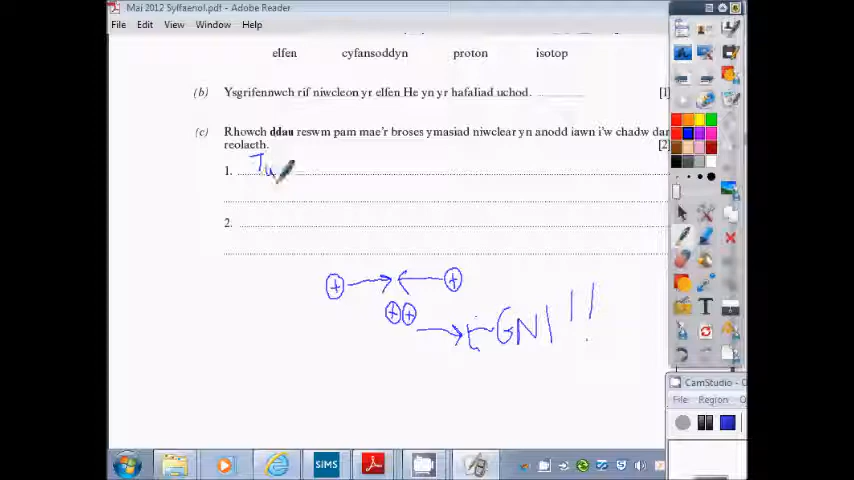 Mai 2012 Sylfaenol.pdf - Adobe Reader
File Edit View Window Help
elfen cyfansoddyn proton isotop
(b) Ysgrifennwch rif niwcleon yr elfen He yn yr hafaliad uchod. [1]
(c) Rhowch ddau reswm pam mae'r broses ymasiad niwclear yn anodd iawn i'w chadw dan
reolaeth. [2]
1. Ty
2.
+ +
++
EGNI!!!
CamStudio - O
File Region O
SIMS